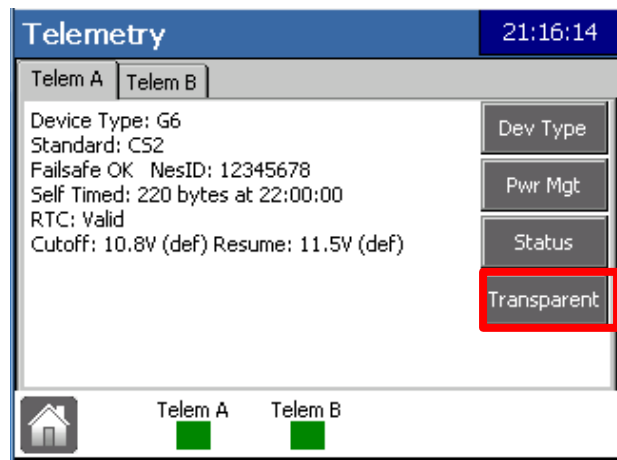 Telemetry 21:16:14
Telem A Telem B
Device Type: G6
Standard: CS2
Failsafe OK NesID: 12345678
Self Timed: 220 bytes at 22:00:00
RTC: Valid
Cutoff: 10.8V (def) Resume: 11.5V (def)
Dev Type
Pwr Mgt
Status
Transparent
Telem A Telem B